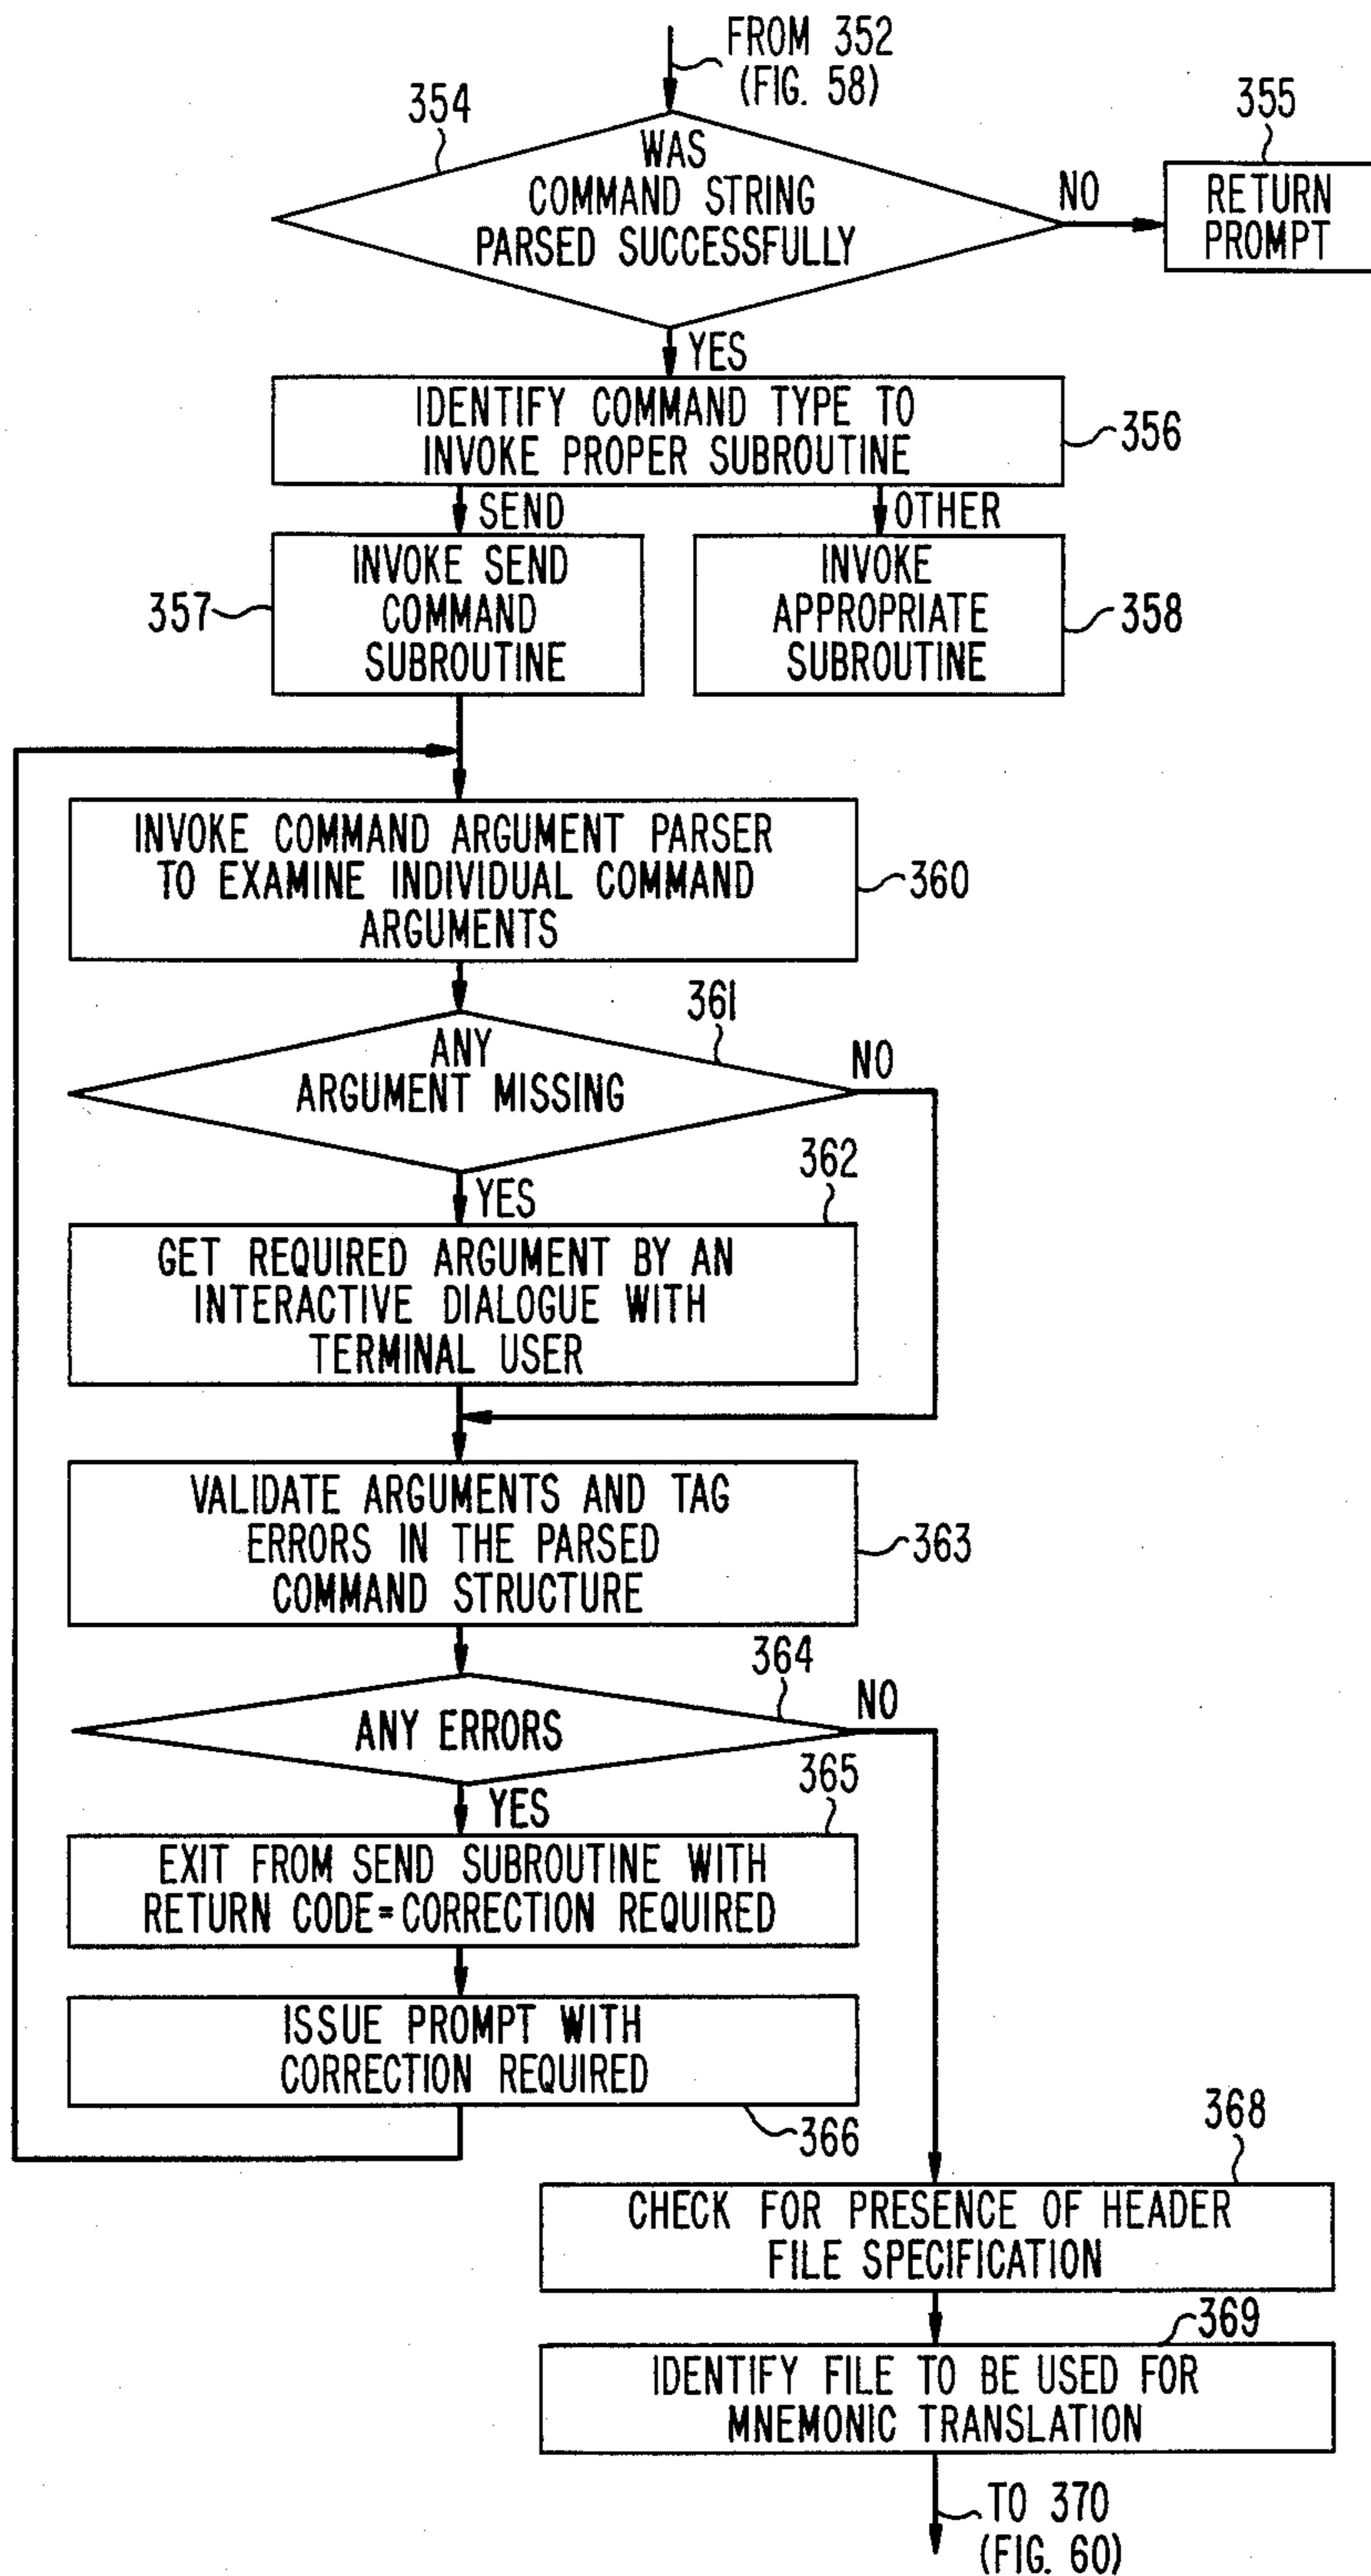 FROM 352
(FIG. 58)
354
355
WAS
COMMAND STRING
PARSED SUCCESSFULLY
NO
RETURN
PROMPT
YES
IDENTIFY COMMAND TYPE TO
INVOKE PROPER SUBROUTINE
356
SEND
OTHER
INVOKE SEND
COMMAND
SUBROUTINE
357
INVOKE
APPROPRIATE
SUBROUTINE
358
INVOKE COMMAND ARGUMENT PARSER
TO EXAMINE INDIVIDUAL COMMAND
ARGUMENTS
360
361
ANY
ARGUMENT MISSING
NO
YES
362
GET REQUIRED ARGUMENT BY AN
INTERACTIVE DIALOGUE WITH
TERMINAL USER
VALIDATE ARGUMENTS AND TAG
ERRORS IN THE PARSED
COMMAND STRUCTURE
363
364
ANY ERRORS
NO
YES
365
EXIT FROM SEND SUBROUTINE WITH
RETURN CODE=CORRECTION REQUIRED
ISSUE PROMPT WITH
CORRECTION REQUIRED
366
368
CHECK FOR PRESENCE OF HEADER
FILE SPECIFICATION
369
IDENTIFY FILE TO BE USED FOR
MNEMONIC TRANSLATION
TO 370
(FIG. 60)